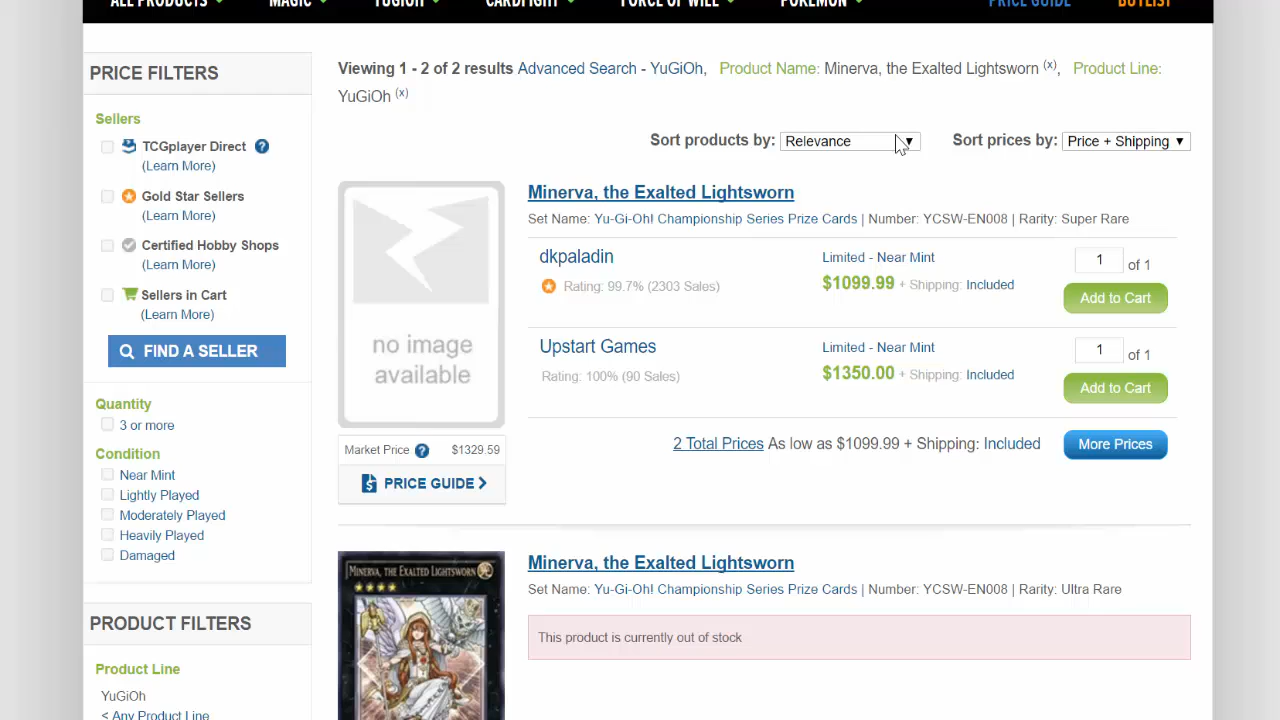 ALL PRODUCTS MAGIC YUGIOH CARDFIGHT FORCE OF WILL POKEMON PRICE GUIDE BUYLIST
PRICE FILTERS
Sellers
TCGplayer Direct ?
(Learn More)
Gold Star Sellers
(Learn More)
Certified Hobby Shops
(Learn More)
Sellers in Cart
(Learn More)
FIND A SELLER
Quantity
3 or more
Condition
Near Mint
Lightly Played
Moderately Played
Heavily Played
Damaged
PRODUCT FILTERS
Product Line
YuGiOh
< Any Product Line
Viewing 1 - 2 of 2 results Advanced Search - YuGiOh, Product Name: Minerva, the Exalted Lightsworn (x), Product Line:
YuGiOh (x)
Sort products by: Relevance Sort prices by: Price + Shipping
no image
available
Market Price ? $1329.59
$ PRICE GUIDE
Minerva, the Exalted Lightsworn
Set Name: Yu-Gi-Oh! Championship Series Prize Cards | Number: YCSW-EN008 | Rarity: Super Rare
dkpaladin Limited - Near Mint 1 of 1
Rating: 99.7% (2303 Sales) $1099.99 + Shipping: Included Add to Cart
Upstart Games Limited - Near Mint 1 of 1
Rating: 100% (90 Sales) $1350.00 + Shipping: Included Add to Cart
2 Total Prices As low as $1099.99 + Shipping: Included More Prices
MINERVA, THE EXALTED LIGHTSWORN
Minerva, the Exalted Lightsworn
Set Name: Yu-Gi-Oh! Championship Series Prize Cards | Number: YCSW-EN008 | Rarity: Ultra Rare
This product is currently out of stock